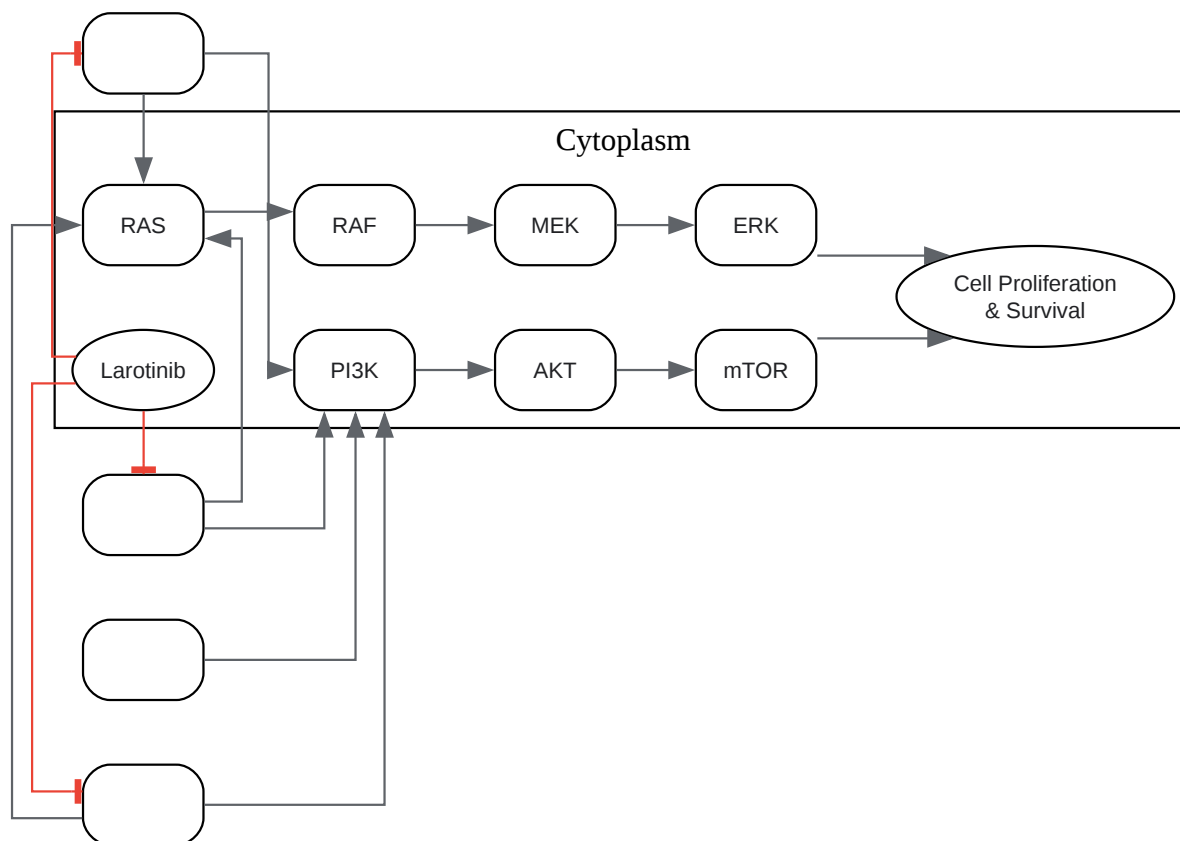 Cytoplasm
RAS
RAF
MEK
ERK
Cell Proliferation
& Survival
Larotinib
PI3K
AKT
mTOR